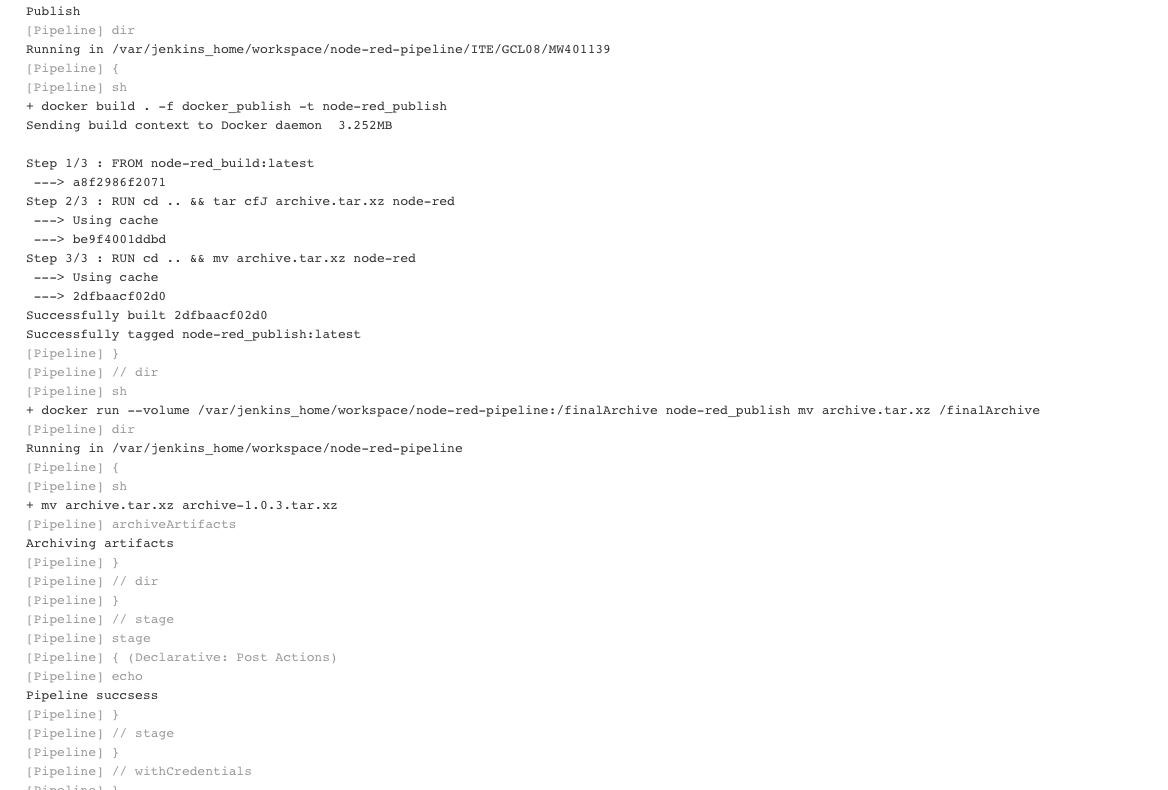 Publish
[Pipeline] dir
Running in /var/jenkins_home/workspace/node-red-pipeline/ITE/GCL08/MW401139
[Pipeline] {
[Pipeline] sh
+ docker build . -f docker_publish -t node-red_publish
Sending build context to Docker daemon  3.252MB
Step 1/3 : FROM node-red_build:latest
 ---> a8f2986f2071
Step 2/3 : RUN cd .. && tar cfJ archive.tar.xz node-red
 ---> Using cache
 ---> be9f4001ddbd
Step 3/3 : RUN cd .. && mv archive.tar.xz node-red
 ---> Using cache
 ---> 2dfbaacf02d0
Successfully built 2dfbaacf02d0
Successfully tagged node-red_publish:latest
[Pipeline] }
[Pipeline] // dir
[Pipeline] sh
+ docker run --volume /var/jenkins_home/workspace/node-red-pipeline:/finalArchive node-red_publish mv archive.tar.xz /finalArchive
[Pipeline] dir
Running in /var/jenkins_home/workspace/node-red-pipeline
[Pipeline] {
[Pipeline] sh
+ mv archive.tar.xz archive-1.0.3.tar.xz
[Pipeline] archiveArtifacts
Archiving artifacts
[Pipeline] }
[Pipeline] // dir
[Pipeline] }
[Pipeline] // stage
[Pipeline] stage
[Pipeline] { (Declarative: Post Actions)
[Pipeline] echo
Pipeline succsess
[Pipeline] }
[Pipeline] // stage
[Pipeline] }
[Pipeline] // withCredentials
[Pipeline] }